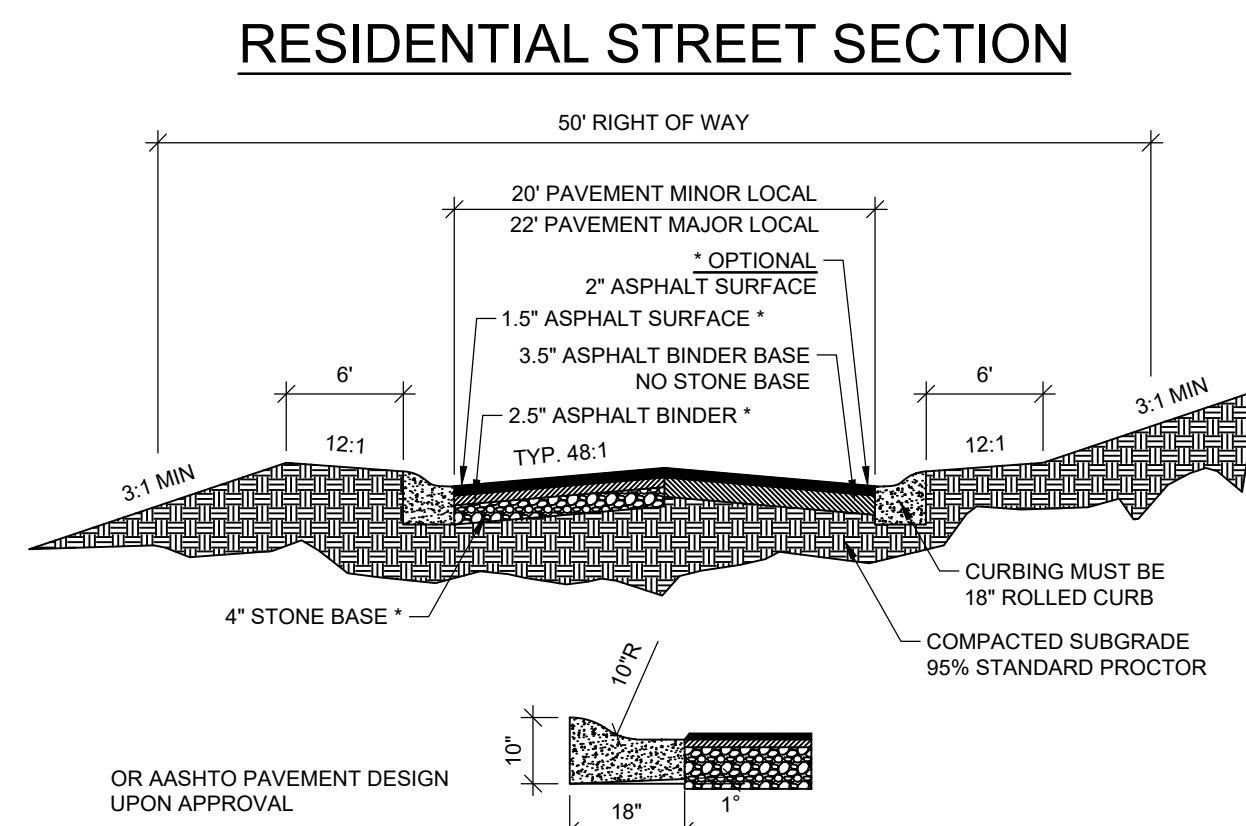 RESIDENTIAL STREET SECTION
50' RIGHT OF WAY
20' PAVEMENT MINOR LOCAL
22' PAVEMENT MAJOR LOCAL
* OPTIONAL
2" ASPHALT SURFACE
1.5" ASPHALT SURFACE *
3.5" ASPHALT BINDER BASE
NO STONE BASE
6'
6'
2.5" ASPHALT BINDER *
3:1 MIN
12:1
TYP. 48:1
12:1
3:1 MIN
CURBING MUST BE
18" ROLLED CURB
4" STONE BASE *
COMPACTED SUBGRADE
95% STANDARD PROCTOR
10"R
10"
OR AASHTO PAVEMENT DESIGN
UPON APPROVAL
18"
1°